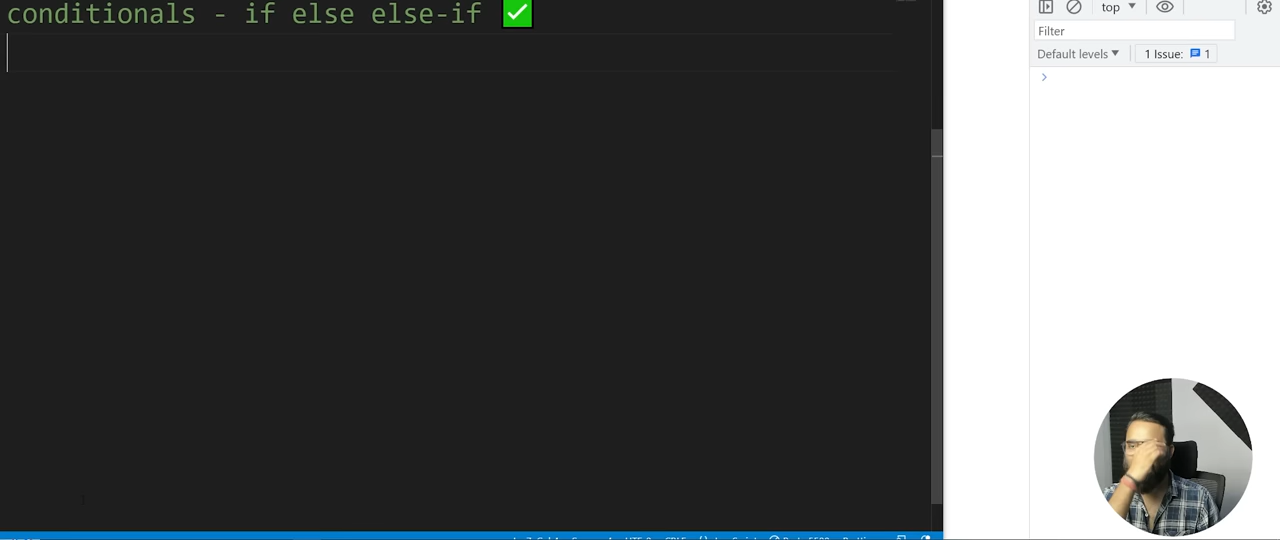 conditionals - if else else-if ✅
top
Filter
Default levels
1 Issue: 1